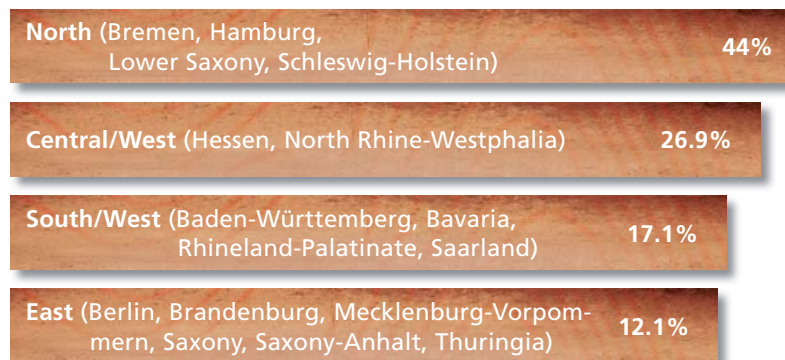 North (Bremen, Hamburg,
Lower Saxony, Schleswig-Holstein)
44%
Central/West (Hessen, North Rhine-Westphalia)
26.9%
South/West (Baden-Württemberg, Bavaria,
Rhineland-Palatinate, Saarland)
17.1%
East (Berlin, Brandenburg, Mecklenburg-Vorpom-
mern, Saxony, Saxony-Anhalt, Thuringia)
12.1%